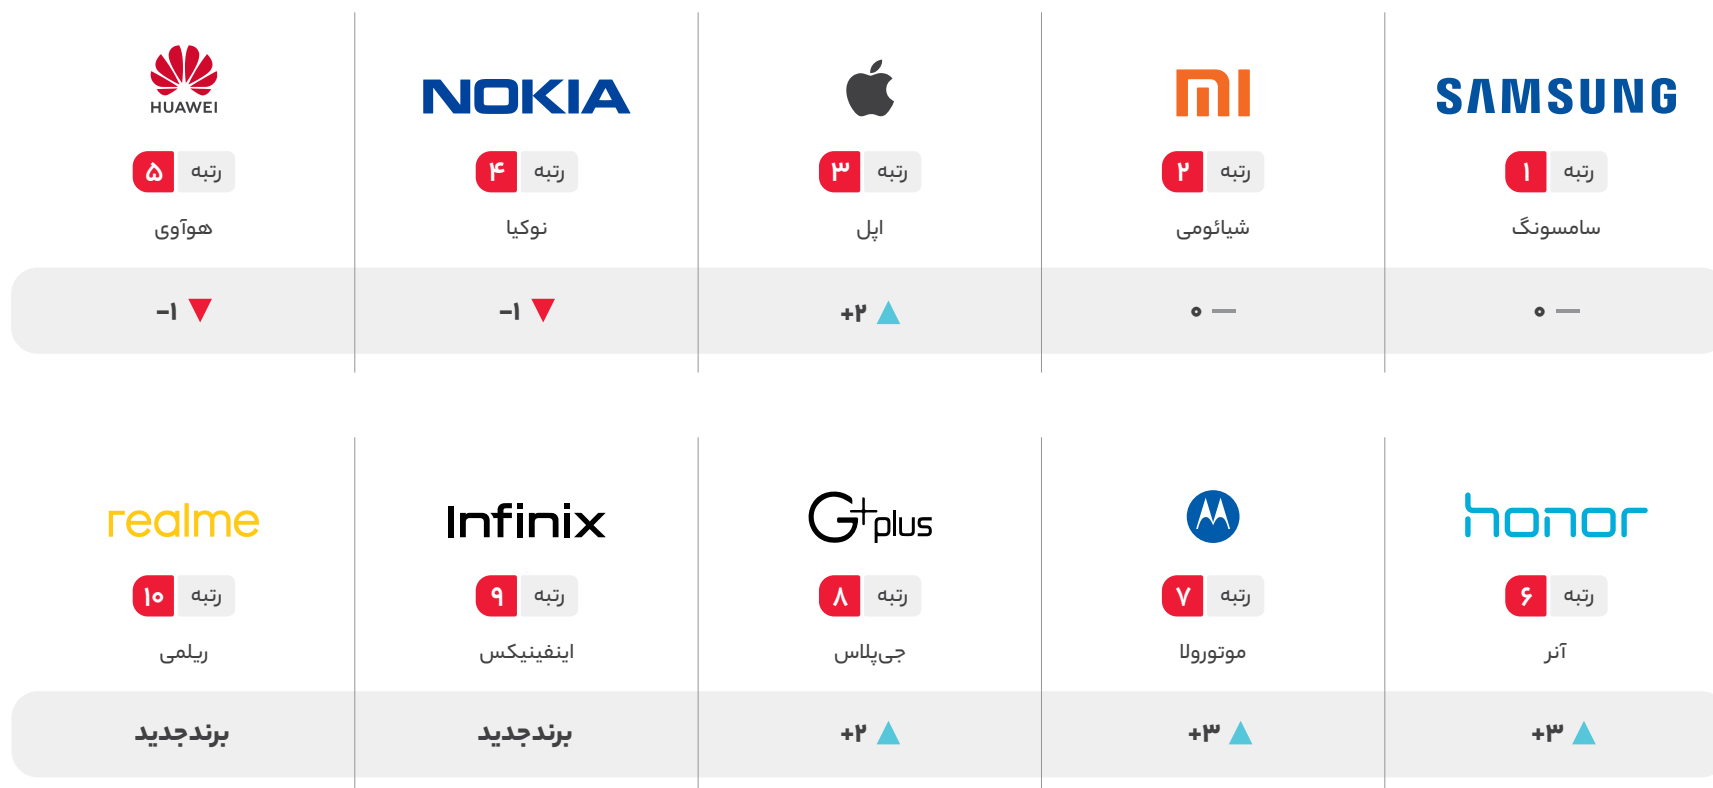 SAMSUNG
رتبه ۱
سامسونگ
۰ —
mi
رتبه ۲
شیائومی
۰ —
رتبه ۳
اپل
+۲
NOKIA
رتبه ۴
نوکیا
-۱
HUAWEI
رتبه ۵
هوآوی
-۱
honor
رتبه ۶
آنر
+۳
رتبه ۷
موتورولا
+۳
G+plus
رتبه ۸
جی‌پلاس
+۲
Infinix
رتبه ۹
اینفینیکس
برندجدید
realme
رتبه ۱۰
ریلمی
برندجدید